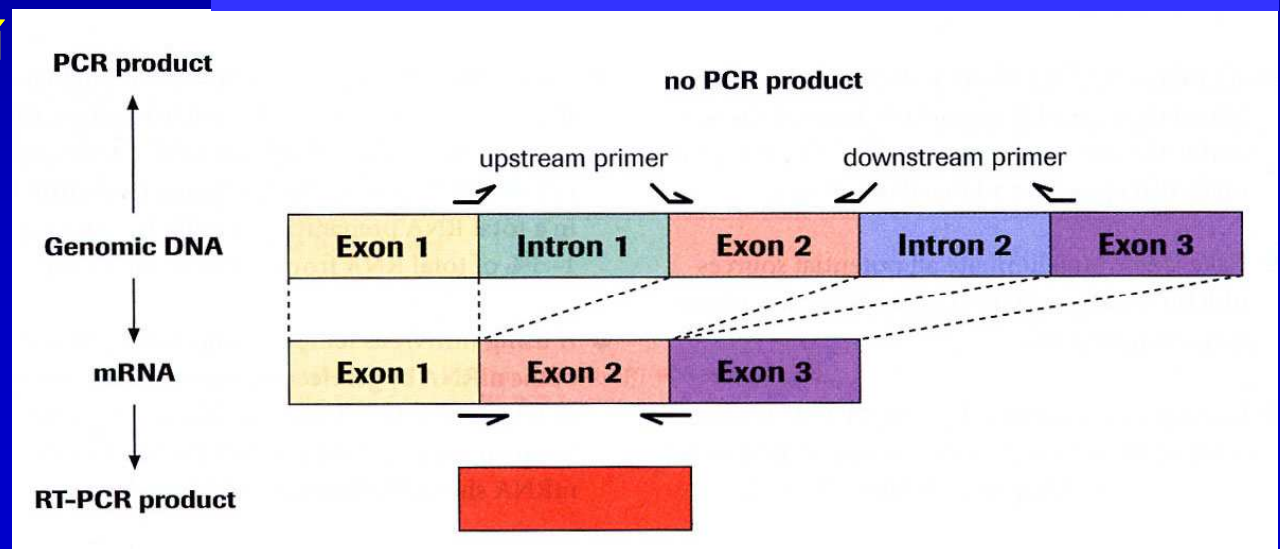 PCR product
no PCR product
upstream primer
downstream primer
Genomic DNA
Exon 1
Intron 1
Exon 2
Intron 2
Exon 3
mRNA
Exon 1
Exon 2
Exon 3
RT-PCR product